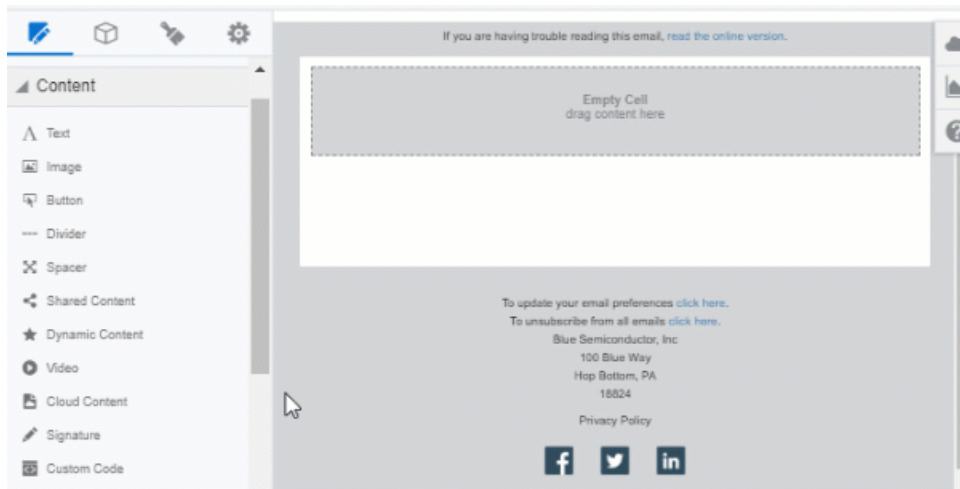 Content
Text
Image
Button
Divider
Spacer
Shared Content
Dynamic Content
Video
Cloud Content
Signature
Custom Code
If you are having trouble reading this email, read the online version.
Empty Cell
drag content here
To update your email preferences click here.
To unsubscribe from all emails click here.
Blue Semiconductor, Inc
100 Blue Way
Hop Bottom, PA
18824
Privacy Policy